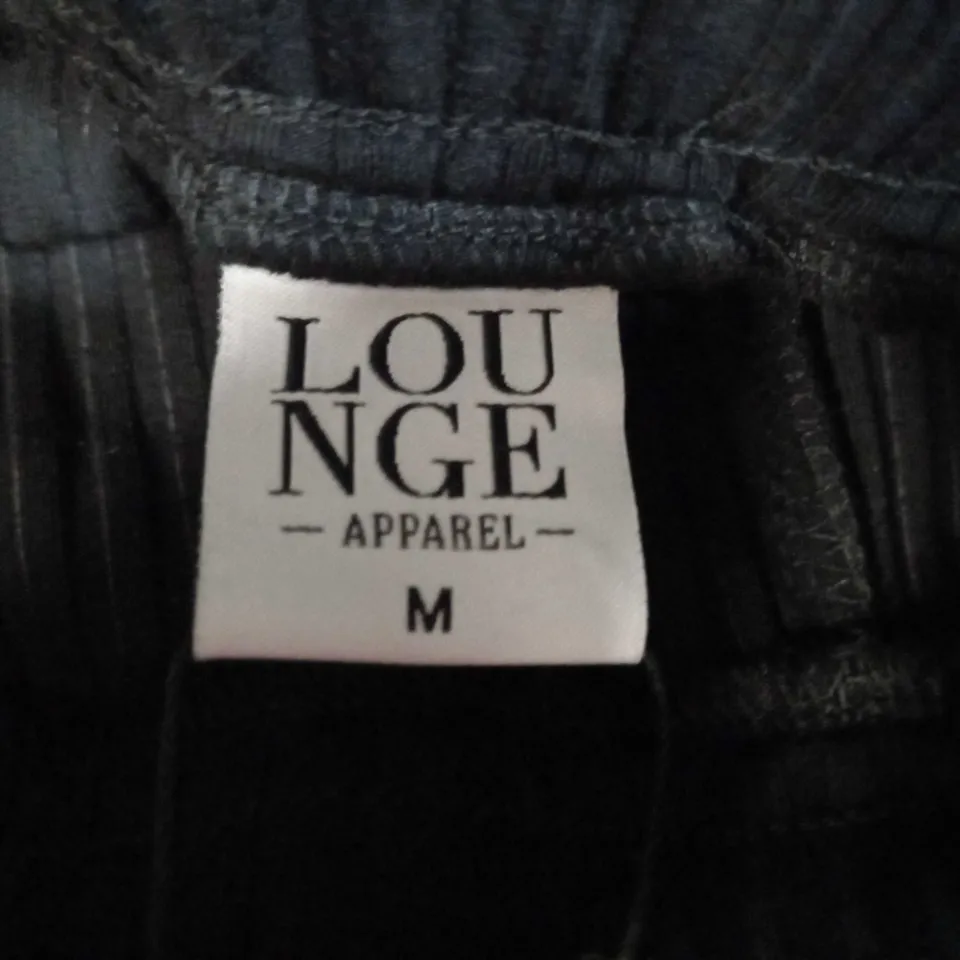 LOU
NGE
— APPAREL —
M